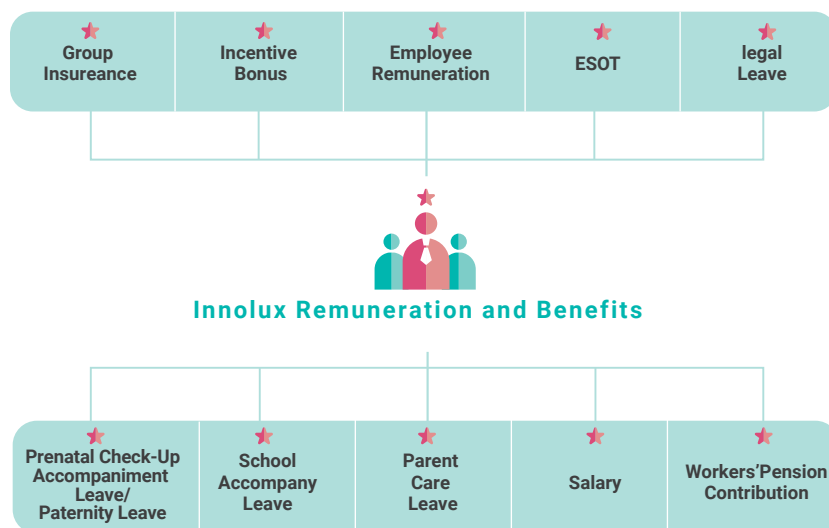 Group
Insureance
Incentive
Bonus
Employee
Remuneration
ESOT
legal
Leave
Innolux Remuneration and Benefits
Prenatal Check-Up
Accompaniment
Leave/
Paternity Leave
School
Accompany
Leave
Parent
Care
Leave
Salary
Workers'Pension
Contribution